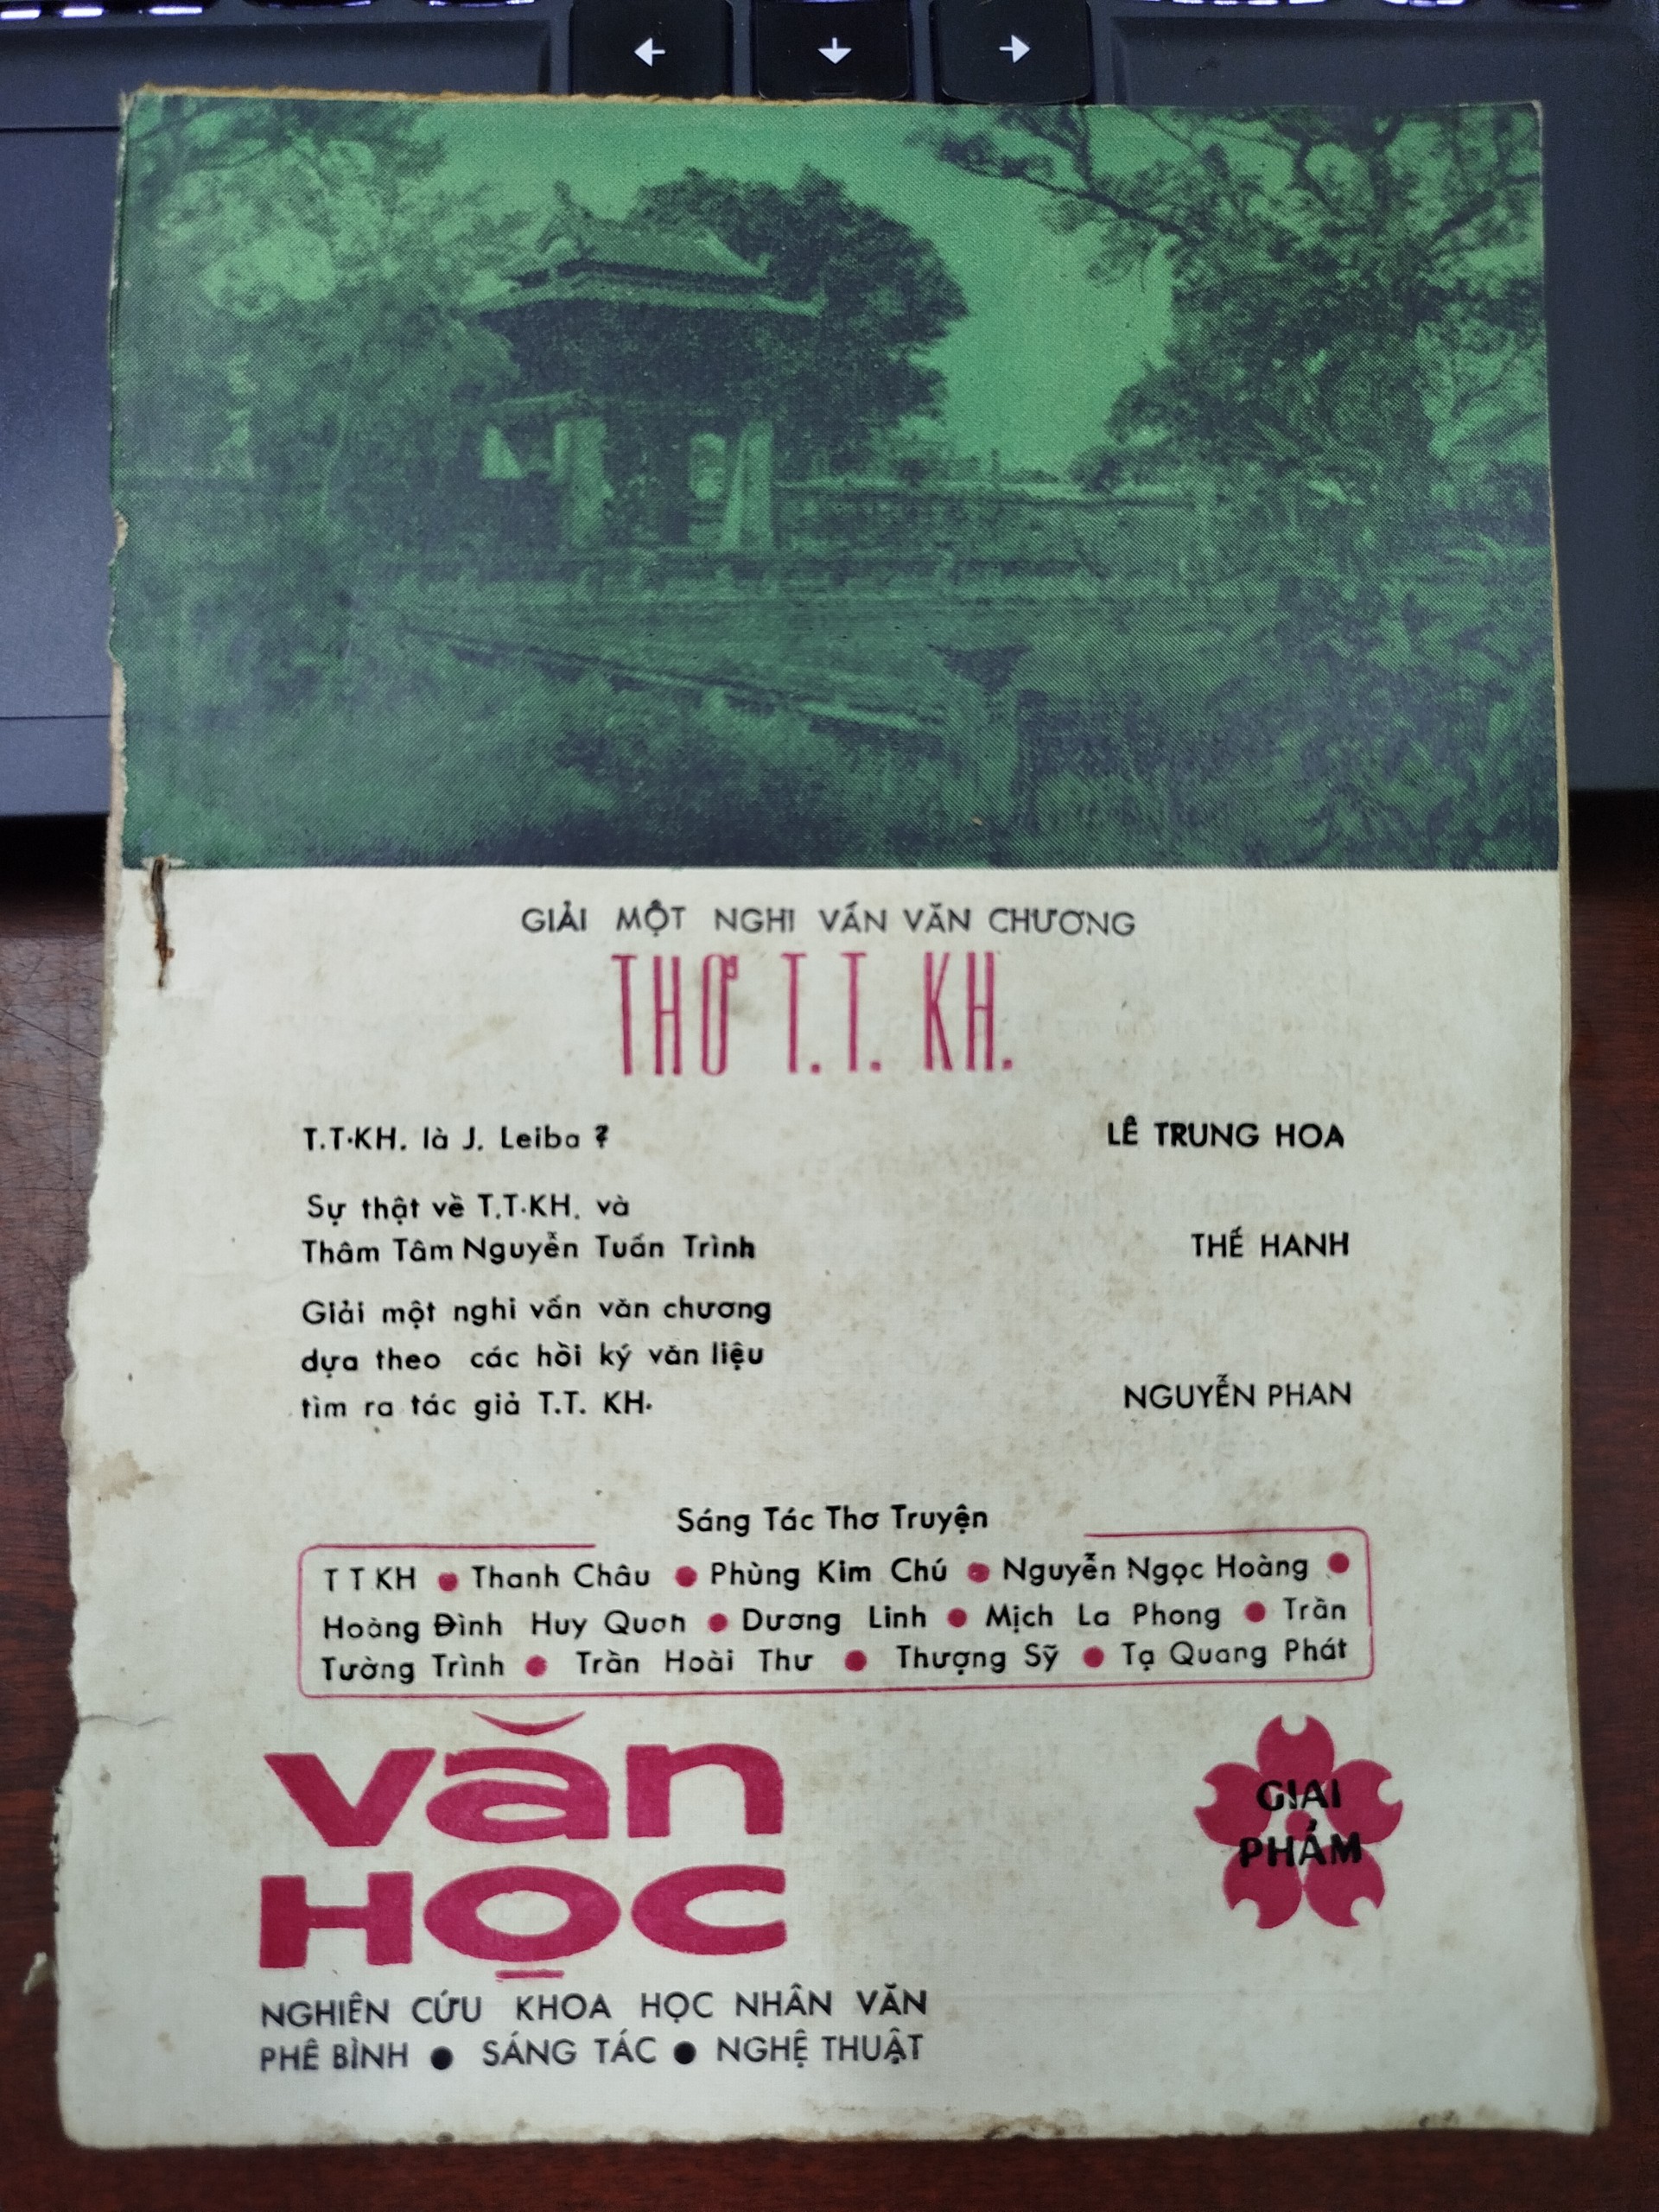 GIẢI MỘT NGHI VẤN VĂN CHƯƠNG
THƠ T.T. KH.
T.T.KH. là J. Leiba ?
LÊ TRUNG HOA
Sự thật về T.T.KH. và
Thâm Tâm Nguyễn Tuấn Trình
THẾ HANH
Giải một nghi vấn văn chương
dựa theo các hồi ký văn liệu
tìm ra tác giả T.T. KH.
NGUYỄN PHAN
Sáng Tác Thơ Truyện
T T KH ● Thanh Châu ● Phùng Kim Chú ● Nguyễn Ngọc Hoàng ●
Hoàng Đình Huy Quan ● Dương Linh ● Mịch La Phong ● Trần
Tường Trình ● Trần Hoài Thư ● Thượng Sỹ ● Tạ Quang Phát
văn
HỌC
GIAI
PHẨM
NGHIÊN CỨU KHOA HỌC NHÂN VĂN
PHÊ BÌNH ● SÁNG TÁC ● NGHỆ THUẬT